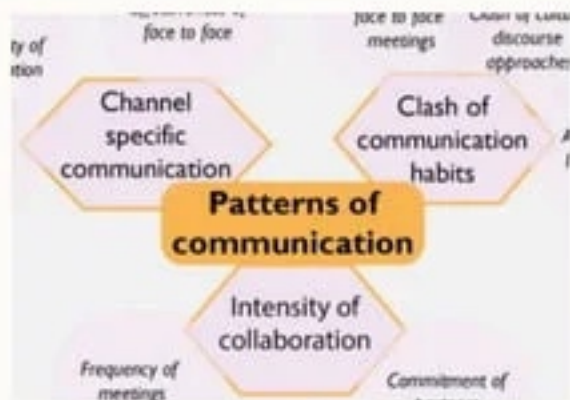 face to face
face to face
meetings
discourse
approaches
Channel
specific
communication
Clash of
communication
habits
Patterns of
communication
Intensity of
collaboration
Frequency of
meetings
Commitment of